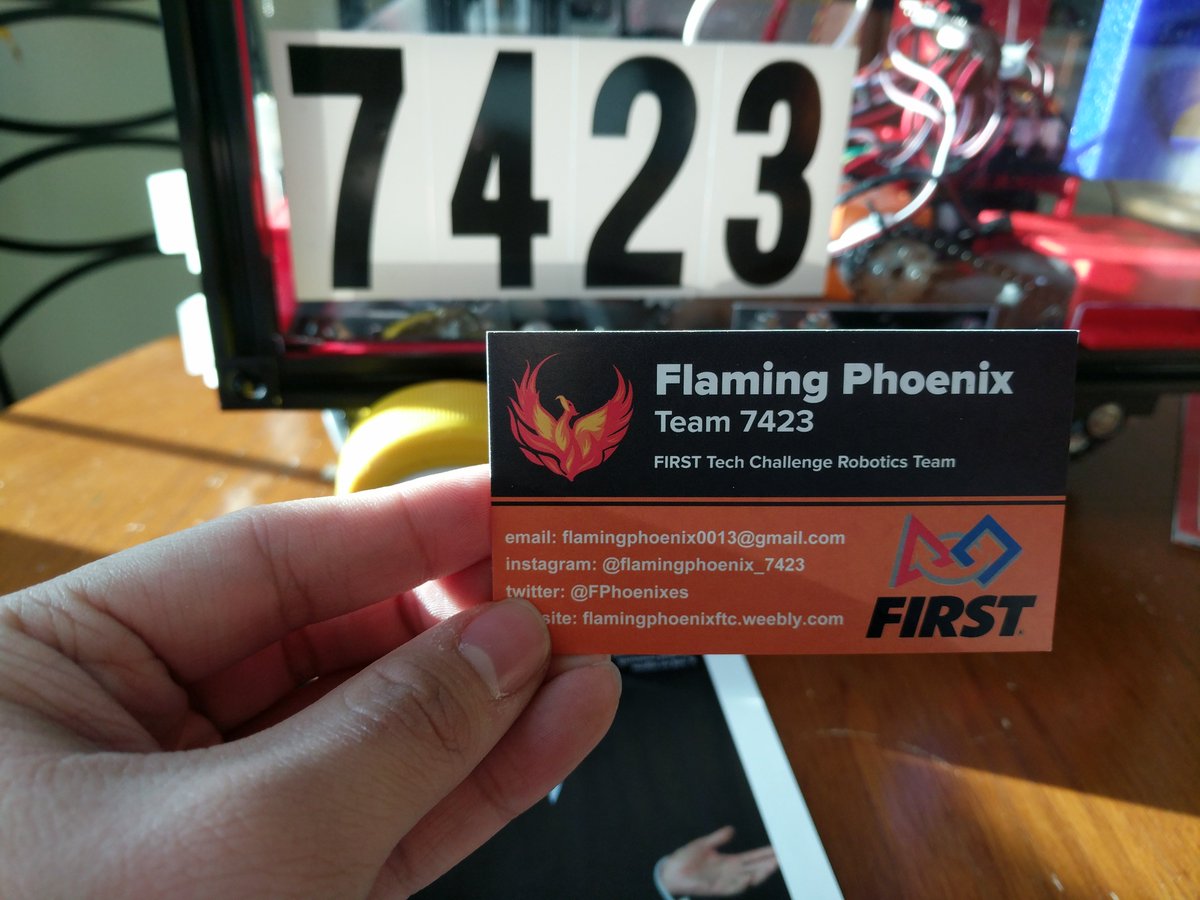 7423
Flaming Phoenix
Team 7423
FIRST Tech Challenge Robotics Team
email: flamingphoenix0013@gmail.com
instagram: @flamingphoenix_7423
twitter: @FPhoenixes
site: flamingphoenixftc.weebly.com
FIRST